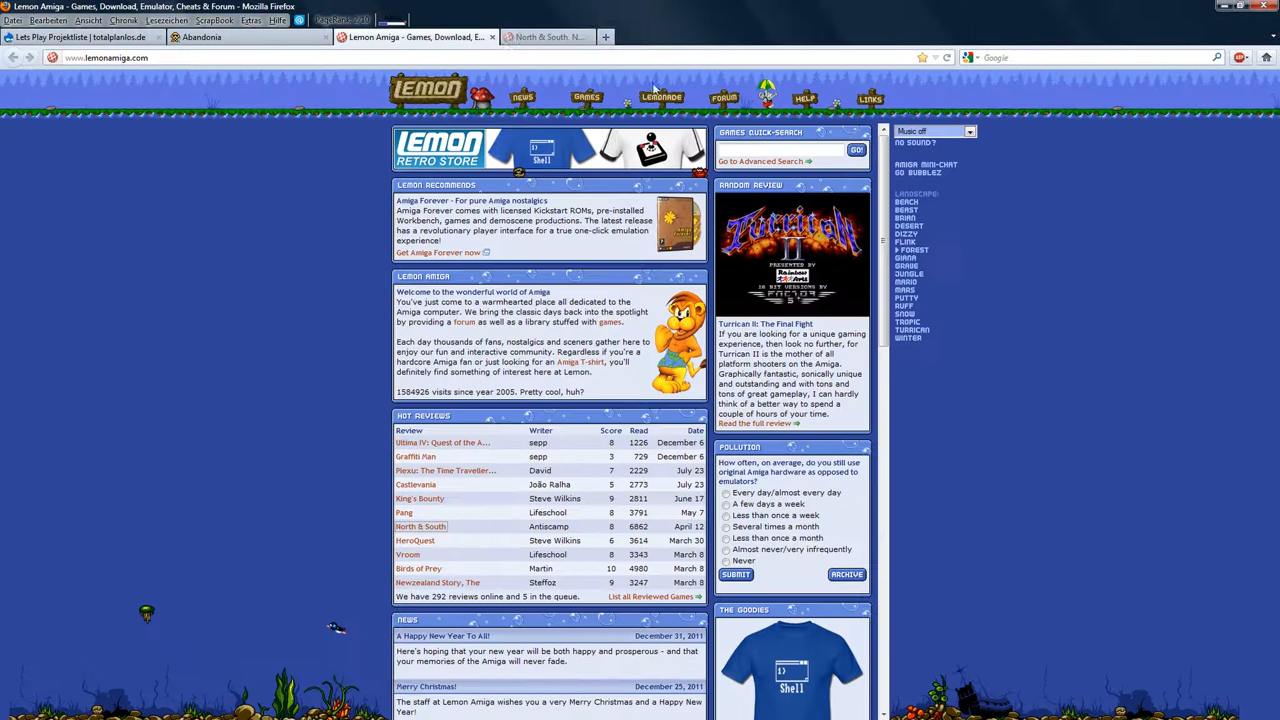 Lemon Amiga - Games, Download, Emulator, Cheats & Forum - Mozilla Firefox
Datei Bearbeiten Ansicht Chronik Lesezeichen ScrapBook Extras Hilfe PageRank: 2/10
Lets Play Projektliste | totalplanlos.de
Abandonia
Lemon Amiga - Games, Download, E...
North & South. N...
www.lemonamiga.com
Google
LEMON
NEWS
GAMES
LEMONADE
FORUM
HELP
LINKS
LEMON
RETRO STORE
Shell
GAMES QUICK-SEARCH
GO!
Go to Advanced Search
Music off
NO SOUND?
AMIGA MINI-CHAT
GO BUBBLEZ
LANDSCAPE:
BEACH
BEAST
BRIAN
DESERT
DIZZY
FLINK
FOREST
GIANA
GRAVE
JUNGLE
MARIO
MARS
PUTTY
RUFF
SNOW
TROPIC
TURRICAN
WINTER
LEMON RECOMMENDS
Amiga Forever - For pure Amiga nostalgics
Amiga Forever comes with licensed Kickstart ROMs, pre-installed
Workbench, games and demoscene productions. The latest release
has a revolutionary player interface for a true one-click emulation
experience!
Get Amiga Forever now
LEMON AMIGA
Welcome to the wonderful world of Amiga
You've just come to a warmhearted place all dedicated to the
Amiga computer. We bring the classic days back into the spotlight
by providing a forum as well as a library stuffed with games.
Each day thousands of fans, nostalgics and sceners gather here to
enjoy our fun and interactive community. Regardless if you're a
hardcore Amiga fan or just looking for an Amiga T-shirt, you'll
definitely find something of interest here at Lemon.
1584926 visits since year 2005. Pretty cool, huh?
HOT REVIEWS
Review Writer Score Read Date
Ultima IV: Quest of the A... sepp 8 1226 December 6
Graffiti Man sepp 3 729 December 6
Plexu: The Time Traveller... David 7 2229 July 23
Castlevania João Ralha 5 2773 July 23
King's Bounty Steve Wilkins 9 2811 June 17
Pang Lifeschool 8 3791 May 7
North & South Antiscamp 8 6862 April 12
HeroQuest Steve Wilkins 6 3614 March 30
Vroom Lifeschool 8 3343 March 8
Birds of Prey Martin 10 4980 March 8
Newzealand Story, The Steffoz 9 3247 March 8
We have 292 reviews online and 5 in the queue. List all Reviewed Games
NEWS
A Happy New Year To All! December 31, 2011
Here's hoping that your new year will be both happy and prosperous - and that
your memories of the Amiga will never fade.
Merry Christmas! December 25, 2011
The staff at Lemon Amiga wishes you a very Merry Christmas and a Happy New
Year!
RANDOM REVIEW
Turrican II
PRESENTED BY
Rainbow
Arts
16 BIT VERSIONS BY
FACTOR 5
Turrican II: The Final Fight
If you are looking for a unique gaming
experience, then look no further, for
Turrican II is the mother of all
platform shooters on the Amiga.
Graphically fantastic, sonically unique
and outstanding and with tons and
tons of great gameplay, I can hardly
think of a better way to spend a
couple of hours of your time.
Read the full review
POLLUTION
How often, on average, do you still use
original Amiga hardware as opposed to
emulators?
Every day/almost every day
A few days a week
Less than once a week
Several times a month
Less than once a month
Almost never/very infrequently
Never
SUBMIT
ARCHIVE
THE GOODIES
Shell